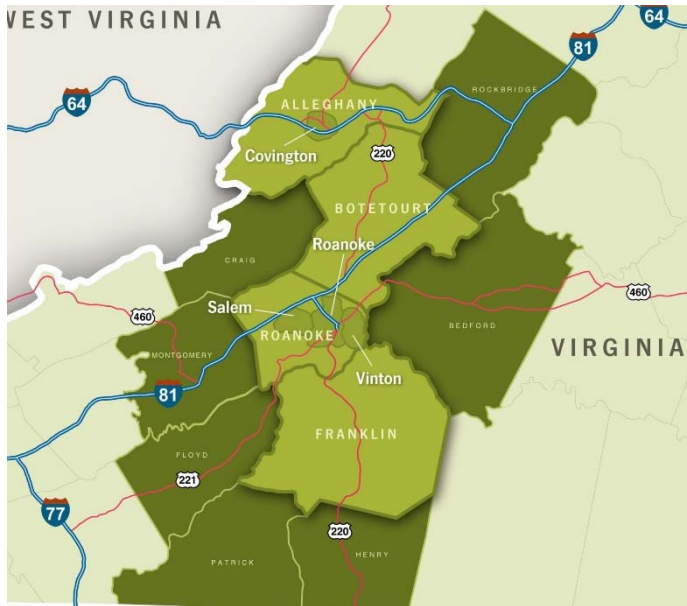 WEST VIRGINIA
64
81
64
ROCKBRIDGE
64
ALLEGHANY
Covington
220
BOTETOURT
Roanoke
CRAIG
Salem
460
460
ROANOKE
BEDFORD
MONTGOMERY
VIRGINIA
Vinton
81
FRANKLIN
FLOYD
221
77
220
PATRICK
HENRY